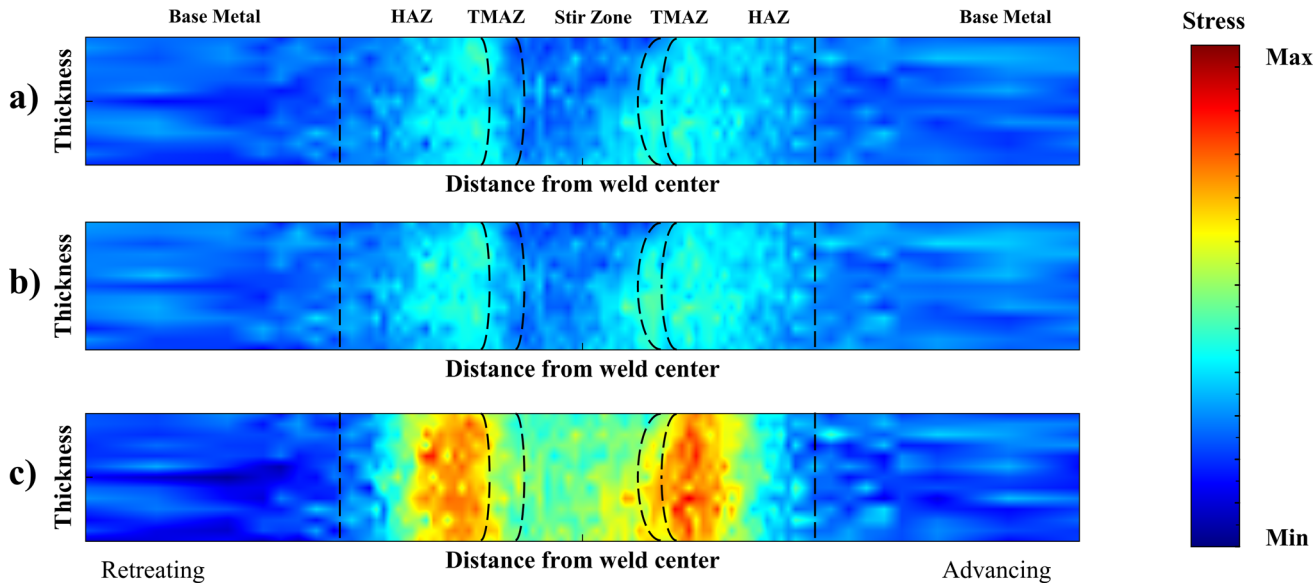 Base Metal HAZ TMAZ Stir Zone TMAZ HAZ Base Metal
Stress
Max
a)
Thickness
Distance from weld center
b)
Thickness
Distance from weld center
c)
Thickness
Min
Distance from weld center
Retreating Advancing